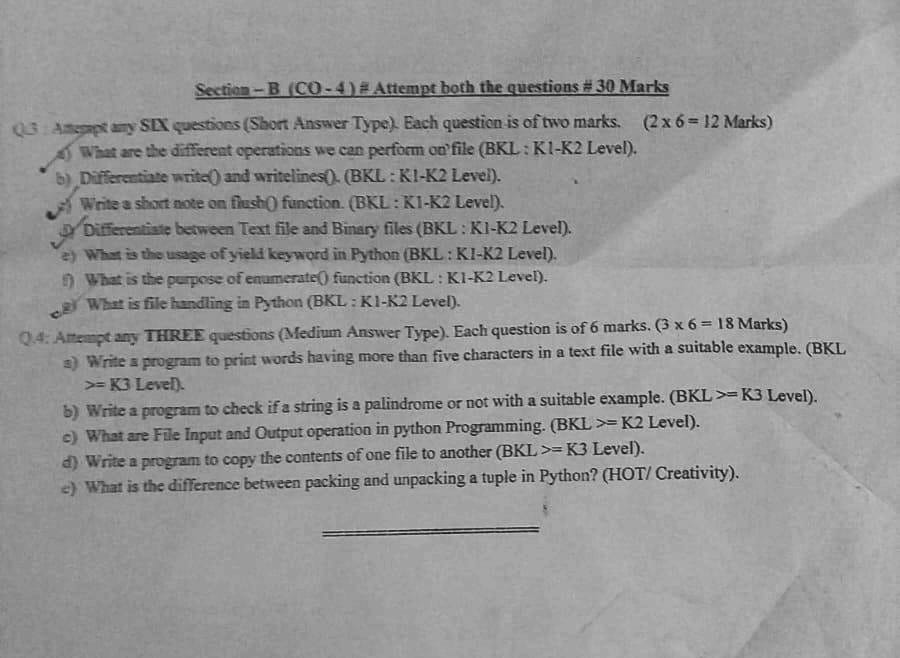 Section – B (CO - 4) # Attempt both the questions # 30 Marks
Q.3: Attempt any SIX questions (Short Answer Type). Each question is of two marks. (2 x 6 = 12 Marks)
a) What are the different operations we can perform on file (BKL : K1-K2 Level).
b) Differentiate write() and writelines(). (BKL : K1-K2 Level).
c) Write a short note on flush() function. (BKL : K1-K2 Level).
d) Differentiate between Text file and Binary files (BKL : K1-K2 Level).
e) What is the usage of yield keyword in Python (BKL : K1-K2 Level).
f) What is the purpose of enumerate() function (BKL : K1-K2 Level).
g) What is file handling in Python (BKL : K1-K2 Level).
Q.4: Attempt any THREE questions (Medium Answer Type). Each question is of 6 marks. (3 x 6 = 18 Marks)
a) Write a program to print words having more than five characters in a text file with a suitable example. (BKL
>= K3 Level).
b) Write a program to check if a string is a palindrome or not with a suitable example. (BKL >= K3 Level).
c) What are File Input and Output operation in python Programming. (BKL >= K2 Level).
d) Write a program to copy the contents of one file to another (BKL >= K3 Level).
e) What is the difference between packing and unpacking a tuple in Python? (HOT/ Creativity).